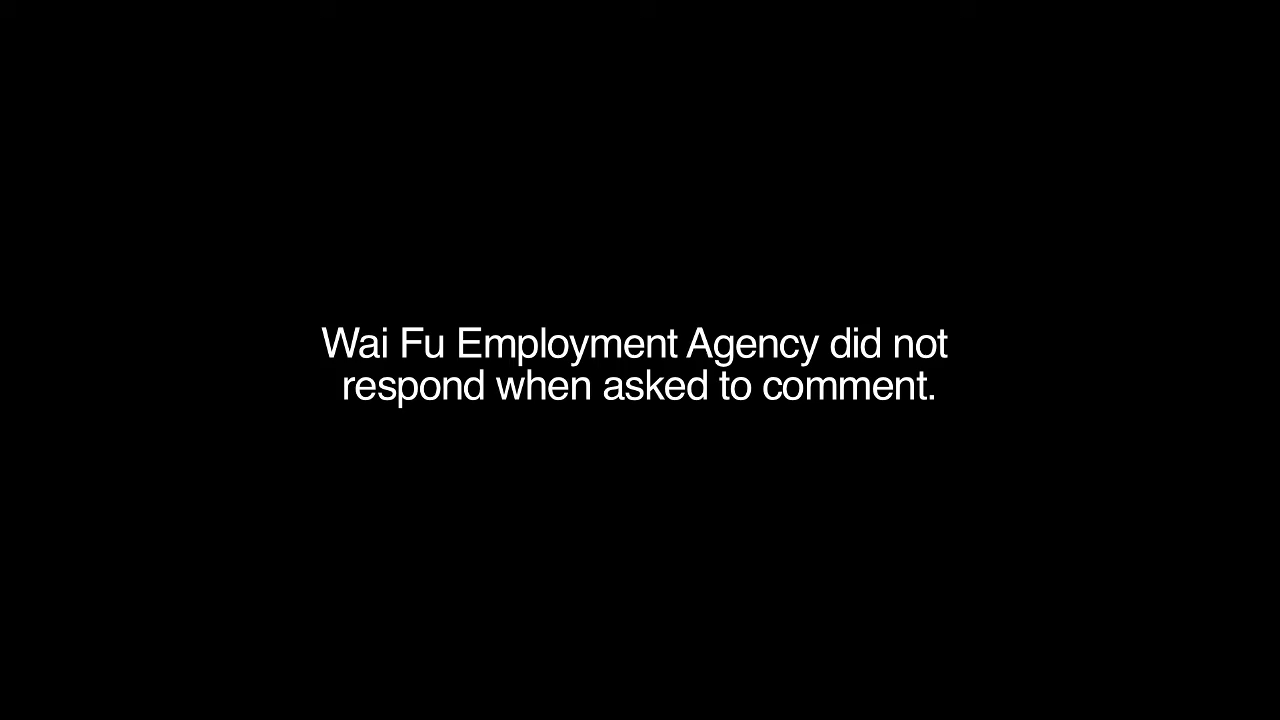 Wai Fu Employment Agency did not
respond when asked to comment.